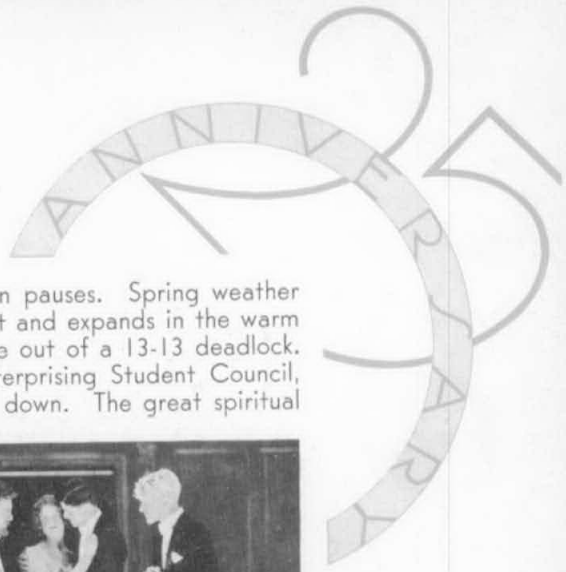 ANNIVERSARY
25
n pauses. Spring weather
t and expands in the warm
e out of a 13-13 deadlock.
erprising Student Council,
down. The great spiritual